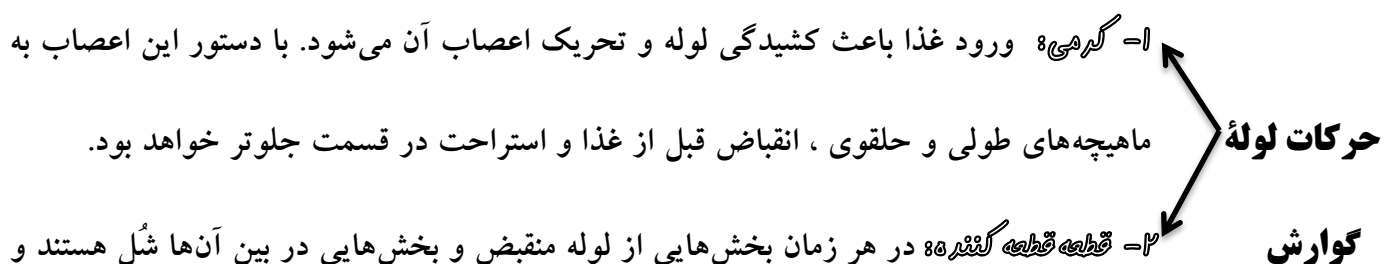 ۱- کرمی: ورود غذا باعث کشیدگی لوله و تحریک اعصاب آن می‌شود. با دستور این اعصاب به
حرکات لولۀ ماهیچه‌های طولی و حلقوی ، انقباض قبل از غذا و استراحت در قسمت جلوتر خواهد بود.
گوارش ۲- قطعه قطعه کننده: در هر زمان بخش‌هایی از لوله منقبض و بخش‌هایی در بین آن‌ها شُل هستند و